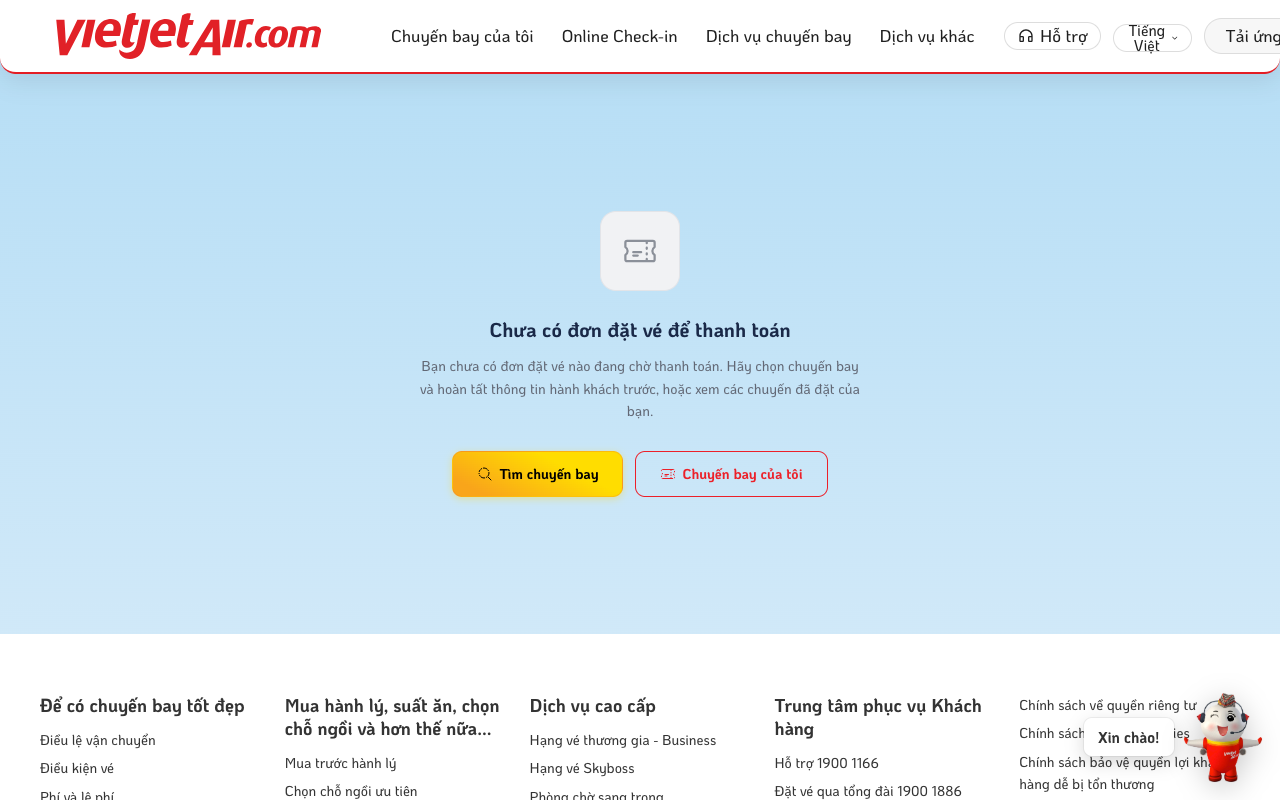 vietjetAir.com
Chuyến bay của tôi
Online Check-in
Dịch vụ chuyến bay
Dịch vụ khác
Hỗ trợ
Tiếng
Việt
Tải ứng
Chưa có đơn đặt vé để thanh toán
Bạn chưa có đơn đặt vé nào đang chờ thanh toán. Hãy chọn chuyến bay
và hoàn tất thông tin hành khách trước, hoặc xem các chuyến đã đặt của
bạn.
Tìm chuyến bay
Chuyến bay của tôi
Để có chuyến bay tốt đẹp
Điều lệ vận chuyển
Điều kiện vé
Phí và lệ phí
Mua hành lý, suất ăn, chọn
chỗ ngồi và hơn thế nữa...
Mua trước hành lý
Chọn chỗ ngồi ưu tiên
Dịch vụ cao cấp
Hạng vé thương gia - Business
Hạng vé Skyboss
Phòng chờ sang trọng
Trung tâm phục vụ Khách
hàng
Hỗ trợ 1900 1166
Đặt vé qua tổng đài 1900 1886
Chính sách về quyền riêng tư
Chính sách
Chính sách bảo vệ quyền lợi
hàng dễ bị tổn thương
Xin chào!